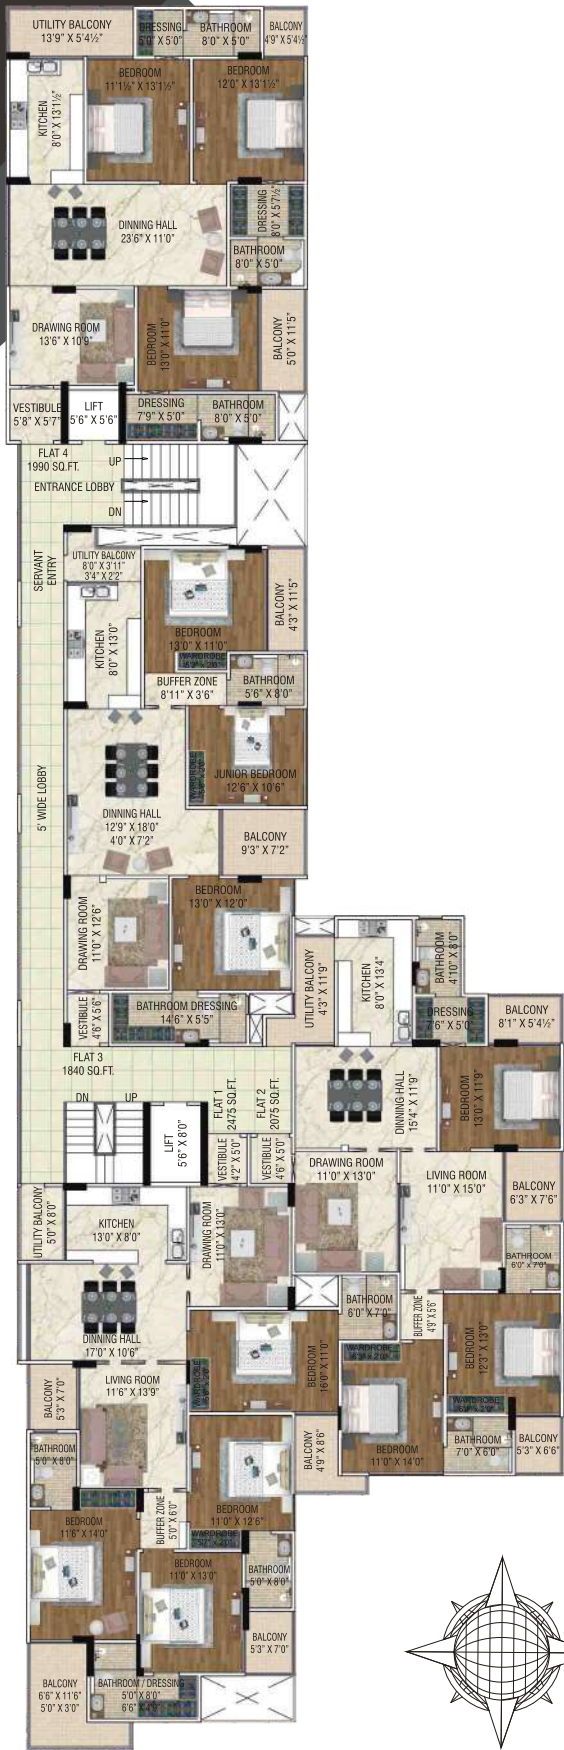 UTILITY BALCONY
13'9" X 5'4½"
DRESSING
5'0" X 5'0"
BATHROOM
8'0" X 5'0"
BALCONY
4'9" X 5'4½"
KITCHEN
8'0" X 13'1½"
BEDROOM
11'1½" X 13'1½"
BEDROOM
12'0" X 13'1½"
DINNING HALL
23'6" X 11'0"
DRESSING
8'0" X 5'7½"
BATHROOM
8'0" X 5'0"
DRAWING ROOM
13'6" X 10'9"
BEDROOM
13'0" X 11'0"
BALCONY
5'0" X 11'5"
VESTIBULE
5'8" X 5'7"
LIFT
5'6" X 5'6"
DRESSING
7'9" X 5'0"
BATHROOM
8'0" X 5'0"
FLAT 4
1990 SQ.FT.
UP
ENTRANCE LOBBY
DN
SERVANT
ENTRY
UTILITY BALCONY
8'0" X 3'11"
3'4" X 2'2"
KITCHEN
8'0" X 13'0"
BEDROOM
13'0" X 11'0"
WARDROBE
BALCONY
4'3" X 11'5"
BUFFER ZONE
8'11" X 3'6"
BATHROOM
5'6" X 8'0"
5' WIDE LOBBY
WARDROBE
JUNIOR BEDROOM
12'6" X 10'6"
DINNING HALL
12'9" X 18'0"
4'0" X 7'2"
BALCONY
9'3" X 7'2"
DRAWING ROOM
11'0" X 12'6"
BEDROOM
13'0" X 12'0"
VESTIBULE
4'6" X 5'6"
BATHROOM DRESSING
14'6" X 5'5"
UTILITY BALCONY
4'3" X 11'9"
KITCHEN
8'0" X 13'4"
BATHROOM
4'10" X 8'0"
DRESSING
7'6" X 5'0"
BALCONY
8'1" X 5'4½"
FLAT 3
1840 SQ.FT.
DN
UP
LIFT
5'6" X 8'0"
FLAT 1
2475 SQ.FT.
FLAT 2
2075 SQ.FT.
VESTIBULE
4'2" X 5'0"
VESTIBULE
4'6" X 5'0"
DINNING HALL
15'4" X 11'9"
BEDROOM
13'0" X 11'9"
DRAWING ROOM
11'0" X 13'0"
LIVING ROOM
11'0" X 15'0"
BALCONY
6'3" X 7'6"
UTILITY BALCONY
5'0" X 8'0"
KITCHEN
13'0" X 8'0"
DRAWING ROOM
11'0" X 13'0"
BATHROOM
6'0" X 7'0"
BATHROOM
6'0" X 7'0"
BUFFER ZONE
4'9" X 5'6"
DINNING HALL
17'0" X 10'6"
BEDROOM
16'0" X 11'0"
WARDROBE
WARDROBE
BEDROOM
12'3" X 13'0"
WARDROBE
LIVING ROOM
11'6" X 13'9"
BALCONY
5'3" X 7'0"
BATHROOM
5'0" X 8'0"
BALCONY
4'9" X 8'6"
BEDROOM
11'0" X 14'0"
BATHROOM
7'0" X 6'0"
BALCONY
5'3" X 6'6"
BEDROOM
11'0" X 12'6"
WARDROBE
BUFFER ZONE
5'0" X 6'0"
BEDROOM
11'6" X 14'0"
BEDROOM
11'0" X 13'0"
BATHROOM
5'0" X 8'0"
BALCONY
5'3" X 7'0"
BALCONY
6'6" X 11'6"
5'0" X 3'0"
BATHROOM / DRESSING
5'0" X 8'0"